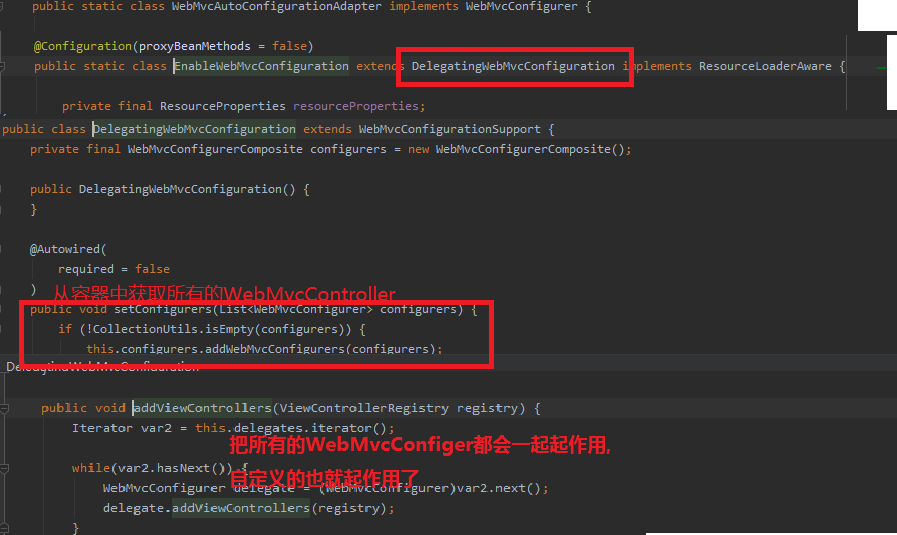 public static class WebMvcAutoConfigurationAdapter implements WebMvcConfigurer {
@Configuration(proxyBeanMethods = false)
public static class EnableWebMvcConfiguration extends DelegatingWebMvcConfiguration implements ResourceLoaderAware {
private final ResourceProperties resourceProperties;
public class DelegatingWebMvcConfiguration extends WebMvcConfigurationSupport {
private final WebMvcConfigurerComposite configurers = new WebMvcConfigurerComposite();
public DelegatingWebMvcConfiguration() {
}
@Autowired(
required = false
)
从容器中获取所有的WebMvcController
public void setConfigurers(List<WebMvcConfigurer> configurers) {
if (!CollectionUtils.isEmpty(configurers)) {
this.configurers.addWebMvcConfigurers(configurers);
DelegatingWebMvcConfiguration
public void addViewControllers(ViewControllerRegistry registry) {
Iterator var2 = this.delegates.iterator();
把所有的WebMvcConfiger都会一起起作用,
while(var2.hasNext()) {
自定义的也就起作用了
WebMvcConfigurer delegate = (WebMvcConfigurer)var2.next();
delegate.addViewControllers(registry);
}